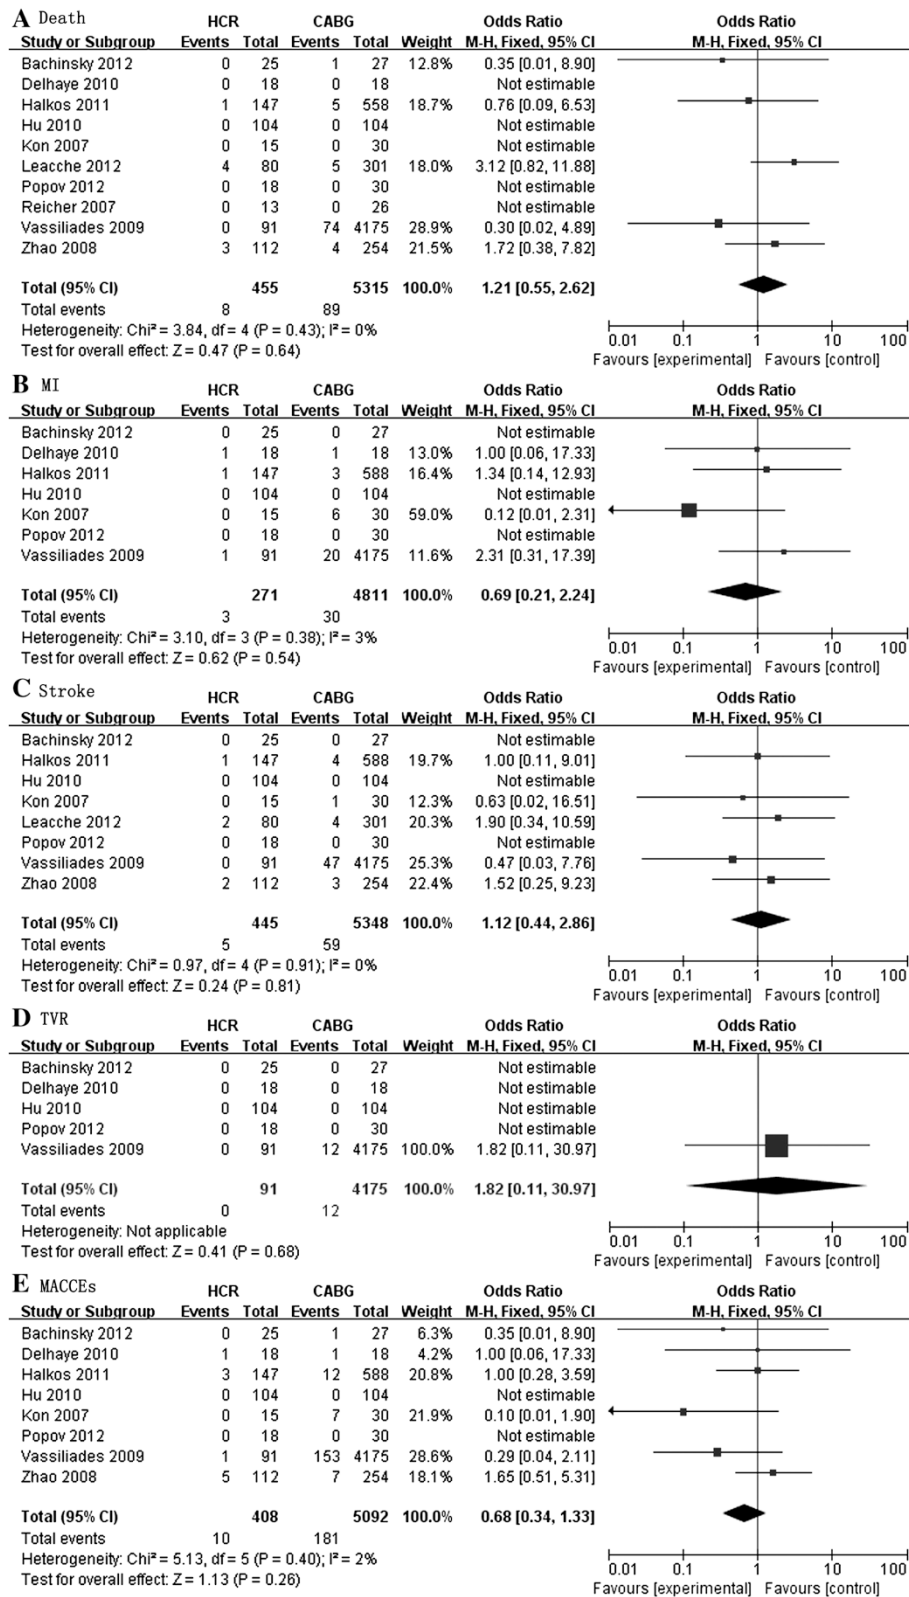 A Death
HCR CABG Odds Ratio Odds Ratio
Study or Subgroup Events Total Events Total Weight M-H, Fixed, 95% CI M-H, Fixed, 95% CI
Bachinsky 2012 0 25 1 27 12.8% 0.35 [0.01, 8.90]
Delhaye 2010 0 18 0 18 Not estimable
Halkos 2011 1 147 5 558 18.7% 0.76 [0.09, 6.53]
Hu 2010 0 104 0 104 Not estimable
Kon 2007 0 15 0 30 Not estimable
Leacche 2012 4 80 5 301 18.0% 3.12 [0.82, 11.88]
Popov 2012 0 18 0 30 Not estimable
Reicher 2007 0 13 0 26 Not estimable
Vassiliades 2009 0 91 74 4175 28.9% 0.30 [0.02, 4.89]
Zhao 2008 3 112 4 254 21.5% 1.72 [0.38, 7.82]
Total (95% CI) 455 5315 100.0% 1.21 [0.55, 2.62]
Total events 8 89
Heterogeneity: Chi² = 3.84, df = 4 (P = 0.43); I² = 0%
Test for overall effect: Z = 0.47 (P = 0.64)
0.01 0.1 1 10 100
Favours [experimental] Favours [control]
B MI
HCR CABG Odds Ratio Odds Ratio
Study or Subgroup Events Total Events Total Weight M-H, Fixed, 95% CI M-H, Fixed, 95% CI
Bachinsky 2012 0 25 0 27 Not estimable
Delhaye 2010 1 18 1 18 13.0% 1.00 [0.06, 17.33]
Halkos 2011 1 147 3 588 16.4% 1.34 [0.14, 12.93]
Hu 2010 0 104 0 104 Not estimable
Kon 2007 0 15 6 30 59.0% 0.12 [0.01, 2.31]
Popov 2012 0 18 0 30 Not estimable
Vassiliades 2009 1 91 20 4175 11.6% 2.31 [0.31, 17.39]
Total (95% CI) 271 4811 100.0% 0.69 [0.21, 2.24]
Total events 3 30
Heterogeneity: Chi² = 3.10, df = 3 (P = 0.38); I² = 3%
Test for overall effect: Z = 0.62 (P = 0.54)
0.01 0.1 1 10 100
Favours [experimental] Favours [control]
C Stroke
HCR CABG Odds Ratio Odds Ratio
Study or Subgroup Events Total Events Total Weight M-H, Fixed, 95% CI M-H, Fixed, 95% CI
Bachinsky 2012 0 25 0 27 Not estimable
Halkos 2011 1 147 4 588 19.7% 1.00 [0.11, 9.01]
Hu 2010 0 104 0 104 Not estimable
Kon 2007 0 15 1 30 12.3% 0.63 [0.02, 16.51]
Leacche 2012 2 80 4 301 20.3% 1.90 [0.34, 10.59]
Popov 2012 0 18 0 30 Not estimable
Vassiliades 2009 0 91 47 4175 25.3% 0.47 [0.03, 7.76]
Zhao 2008 2 112 3 254 22.4% 1.52 [0.25, 9.23]
Total (95% CI) 445 5348 100.0% 1.12 [0.44, 2.86]
Total events 5 59
Heterogeneity: Chi² = 0.97, df = 4 (P = 0.91); I² = 0%
Test for overall effect: Z = 0.24 (P = 0.81)
0.01 0.1 1 10 100
Favours [experimental] Favours [control]
D TVR
HCR CABG Odds Ratio Odds Ratio
Study or Subgroup Events Total Events Total Weight M-H, Fixed, 95% CI M-H, Fixed, 95% CI
Bachinsky 2012 0 25 0 27 Not estimable
Delhaye 2010 0 18 0 18 Not estimable
Hu 2010 0 104 0 104 Not estimable
Popov 2012 0 18 0 30 Not estimable
Vassiliades 2009 0 91 12 4175 100.0% 1.82 [0.11, 30.97]
Total (95% CI) 91 4175 100.0% 1.82 [0.11, 30.97]
Total events 0 12
Heterogeneity: Not applicable
Test for overall effect: Z = 0.41 (P = 0.68)
0.01 0.1 1 10 100
Favours [experimental] Favours [control]
E MACCEs
HCR CABG Odds Ratio Odds Ratio
Study or Subgroup Events Total Events Total Weight M-H, Fixed, 95% CI M-H, Fixed, 95% CI
Bachinsky 2012 0 25 1 27 6.3% 0.35 [0.01, 8.90]
Delhaye 2010 1 18 1 18 4.2% 1.00 [0.06, 17.33]
Halkos 2011 3 147 12 588 20.8% 1.00 [0.28, 3.59]
Hu 2010 0 104 0 104 Not estimable
Kon 2007 0 15 7 30 21.9% 0.10 [0.01, 1.90]
Popov 2012 0 18 0 30 Not estimable
Vassiliades 2009 1 91 153 4175 28.6% 0.29 [0.04, 2.11]
Zhao 2008 5 112 7 254 18.1% 1.65 [0.51, 5.31]
Total (95% CI) 408 5092 100.0% 0.68 [0.34, 1.33]
Total events 10 181
Heterogeneity: Chi² = 5.13, df = 5 (P = 0.40); I² = 2%
Test for overall effect: Z = 1.13 (P = 0.26)
0.01 0.1 1 10 100
Favours [experimental] Favours [control]